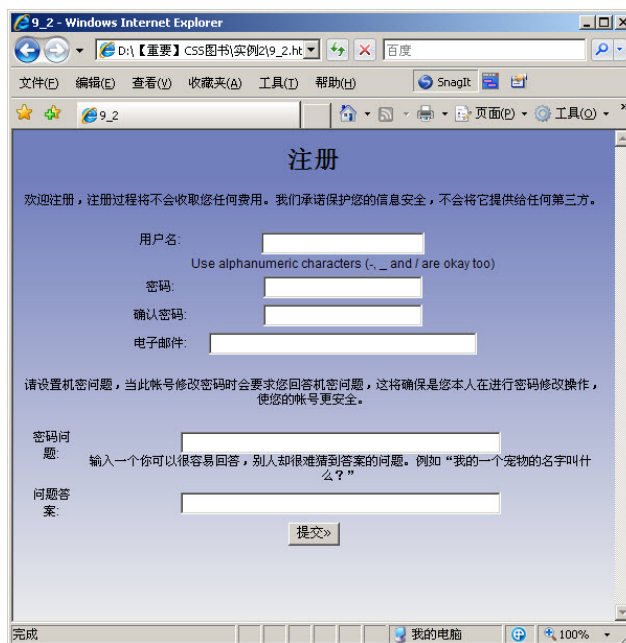 9_2 - Windows Internet Explorer
D:\【重要】CSS图书\实例2\9_2.ht
百度
文件(F) 编辑(E) 查看(V) 收藏夹(A) 工具(T) 帮助(H) SnagIt
9_2 页面(P) 工具(O) »
注册
欢迎注册，注册过程将不会收取您任何费用。我们承诺保护您的信息安全，不会将它提供给任何第三方。
用户名:
Use alphanumeric characters (-, _ and / are okay too)
密码:
确认密码:
电子邮件:
请设置机密问题，当此帐号修改密码时会要求您回答机密问题，这将确保是您本人在进行密码修改操作，
使您的帐号更安全。
密码问
题:
输入一个你可以很容易回答，别人却很难猜到答案的问题。例如“我的一个宠物的名字叫什
么？”
问题答
案:
提交»
完成 我的电脑 100%